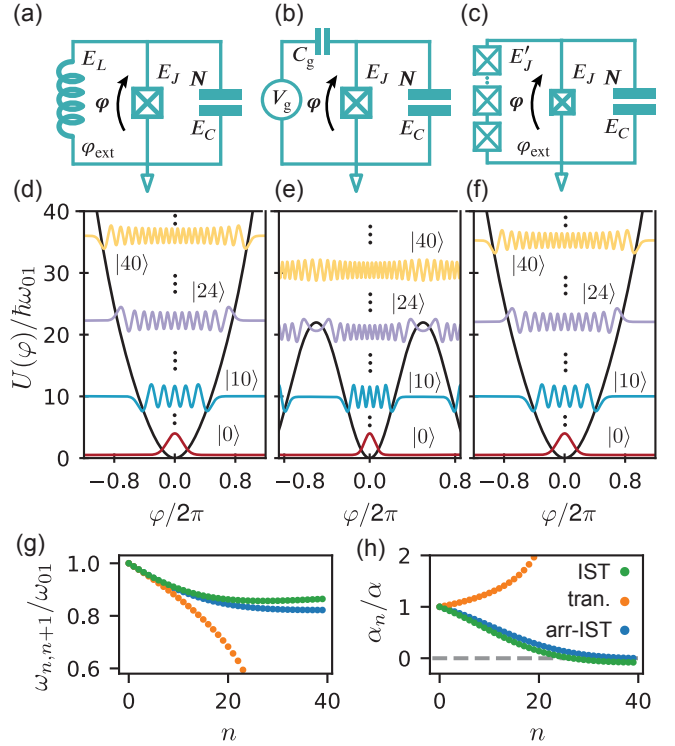 (a) (b) (c)
E_L E_J N φ φ_ext E_C
C_g V_g E_J N φ E_C
E'_J E_J N φ φ_ext E_C
(d) (e) (f)
U(φ)/ℏω₀₁
40
30
20
10
0
|40⟩ |24⟩ |10⟩ |0⟩
|40⟩ |24⟩ |10⟩ |0⟩
|40⟩ |24⟩ |10⟩ |0⟩
−0.8 0.0 0.8 −0.8 0.0 0.8 −0.8 0.0 0.8
φ/2π φ/2π φ/2π
(g) (h)
ω_{n,n+1}/ω₀₁
1.0
0.8
0.6
0 20 40
n
α_n/α
2
1
0
IST
tran.
arr-IST
0 20 40
n